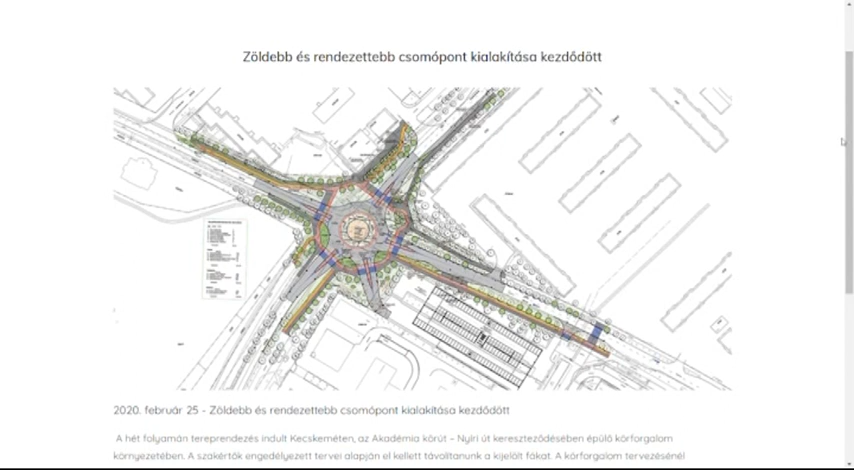 Zöldebb és rendezettebb csomópont kialakítása kezdődött
2020. február 25 - Zöldebb és rendezettebb csomópont kialakítása kezdődött
A hét folyamán tereprendezés indult Kecskeméten, az Akadémia körút – Nyíri út kereszteződésében épülő körforgalom
környezetében. A szakértők engedélyezett tervei alapján el kellett távolítanunk a kijelölt fákat. A körforgalom tervezésénél